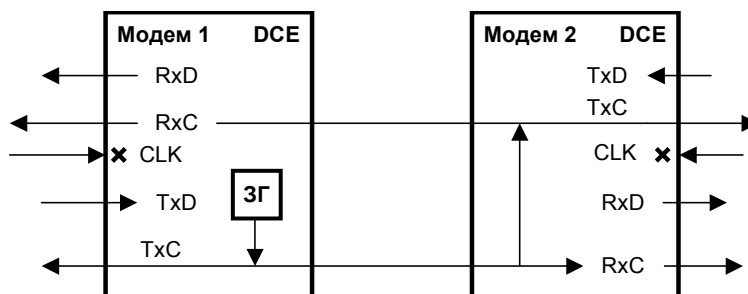 Модем 1 DCE
RxD
RxC
CLK
TxD
TxC
ЗГ
Модем 2 DCE
TxD
TxC
CLK
RxD
RxC